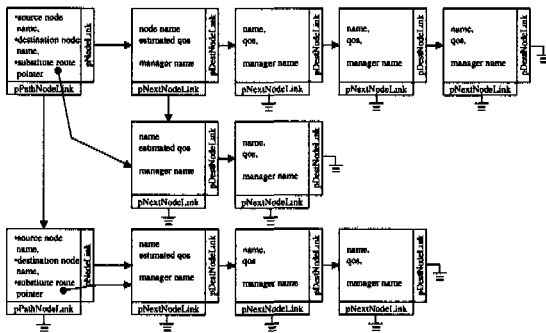 *source node
name,
*destination node
name,
*substitute route
pointer
pNodeLink
pPathNodeLink
node name
estimated qos
manager name
pDestNodeLink
pNextNodeLink
name,
qos,
manager name
pDestNodeLink
pNextNodeLink
name,
qos,
manager name
pDestNodeLink
pNextNodeLink
name,
qos,
manager name
pDestNodeLink
pNextNodeLink
name
estimated qos
manager name
pDestNodeLink
pNextNodeLink
name,
qos,
manager name
pDestNodeLink
pNextNodeLink
*source node
name,
*destination node
name,
*substitute route
pointer
pNodeLink
pPathNodeLink
name
estimated qos
manager name
pDestNodeLink
pNextNodeLink
name,
qos
manager name
pDestNodeLink
pNextNodeLink
name,
qos,
manager name
pDestNodeLink
pNextNodeLink